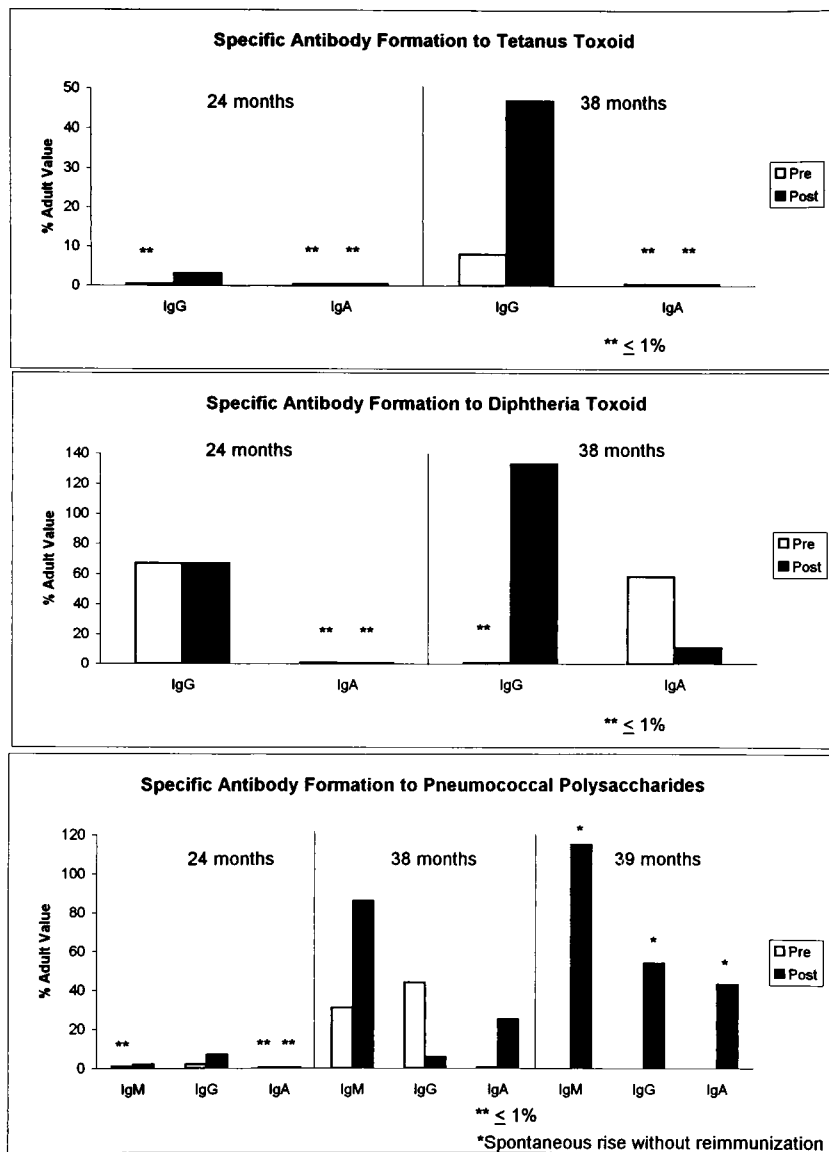 Specific Antibody Formation to Tetanus Toxoid
24 months
38 months
% Adult Value
50
40
30
20
10
0
**
**
**
**
**
IgG
IgA
IgG
IgA
Pre
Post
** ≤ 1%
Specific Antibody Formation to Diphtheria Toxoid
24 months
38 months
% Adult Value
140
120
100
80
60
40
20
0
**
**
**
IgG
IgA
IgG
IgA
Pre
Post
** ≤ 1%
Specific Antibody Formation to Pneumococcal Polysaccharides
24 months
38 months
39 months
% Adult Value
120
100
80
60
40
20
0
**
**
**
*
*
*
IgM
IgG
IgA
IgM
IgG
IgA
IgM
IgG
IgA
Pre
Post
** ≤ 1%
*Spontaneous rise without reimmunization